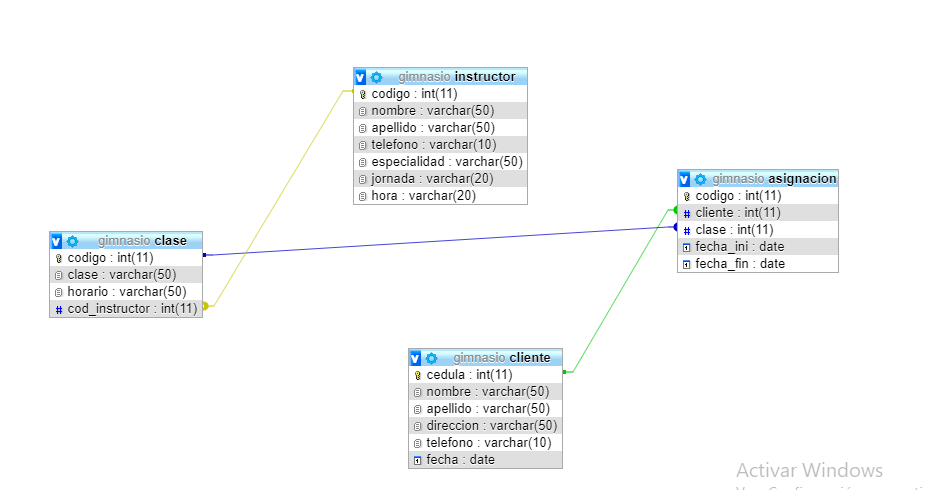 gimnasio instructor
codigo : int(11)
nombre : varchar(50)
apellido : varchar(50)
telefono : varchar(10)
especialidad : varchar(50)
jornada : varchar(20)
hora : varchar(20)
gimnasio asignacion
codigo : int(11)
cliente : int(11)
clase : int(11)
fecha_ini : date
fecha_fin : date
gimnasio clase
codigo : int(11)
clase : varchar(50)
horario : varchar(50)
cod_instructor : int(11)
gimnasio cliente
cedula : int(11)
nombre : varchar(50)
apellido : varchar(50)
direccion : varchar(50)
telefono : varchar(10)
fecha : date
Activar Windows